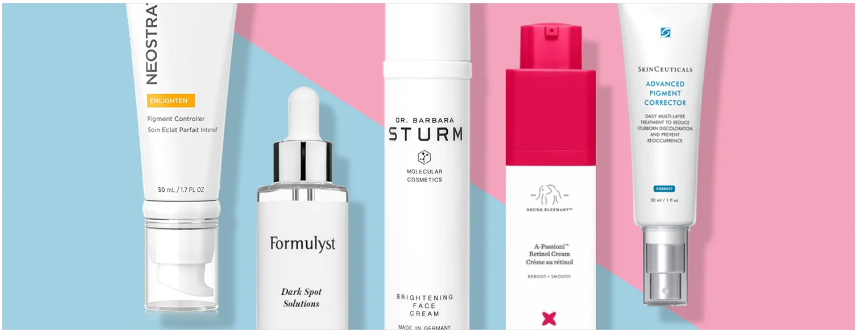 NEOSTRA
ENLIGHTEN
Pigment Controller
Soin Eclat Parfait Intensif
50 mL / 1.7 FL OZ
Formulyst
Dark Spot
Solutions
DR. BARBARA
STURM
MOLECULAR
COSMETICS
BRIGHTENING
FACE
CREAM
MADE IN GERMANY
DRUNK ELEPHANT™
A-Passioni™
Retinol Cream
Crème au rétinol
REBOOT + SMOOTH
SKINCEUTICALS
ADVANCED
PIGMENT
CORRECTOR
DAILY MULTI-LAYER
TREATMENT TO REDUCE
STUBBORN DISCOLORATION
AND PREVENT
REOCCURRENCE
CORRECT
30 ml / 1 fl oz